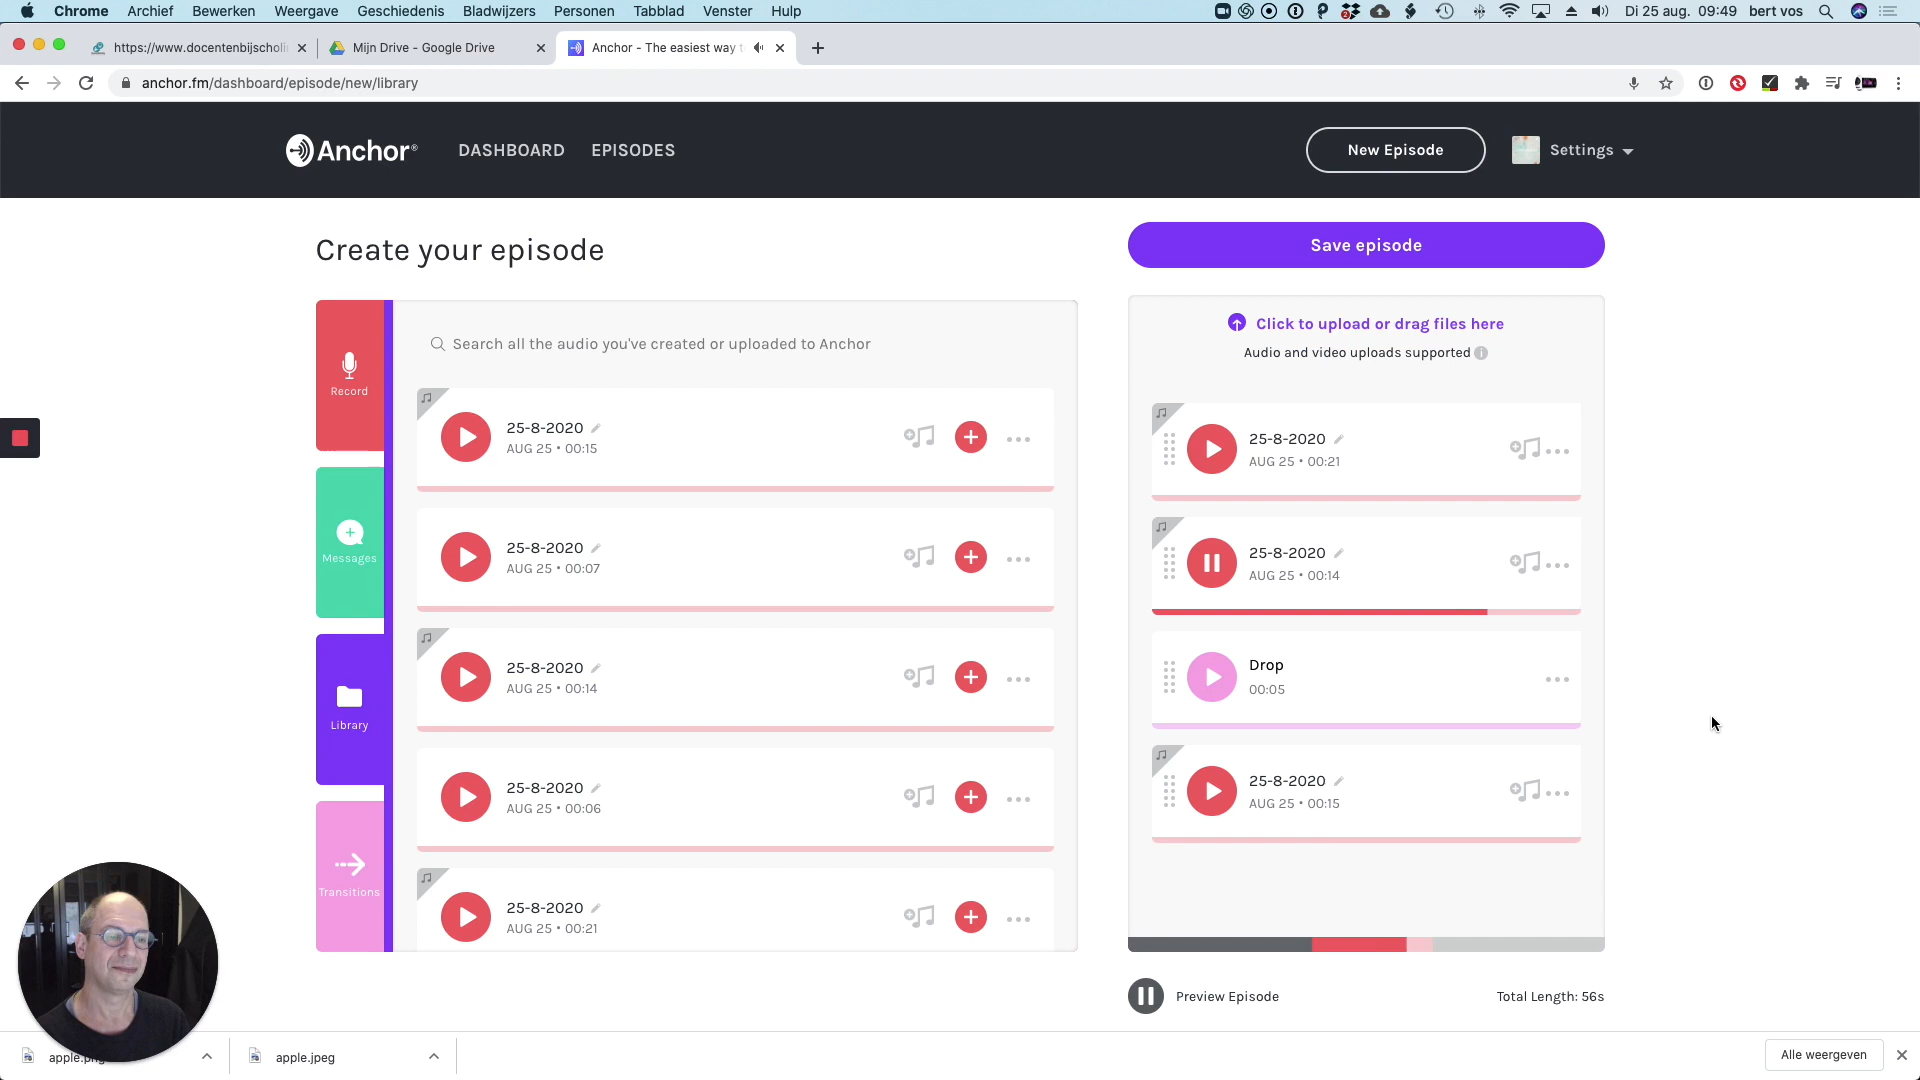 Chrome Archief Bewerken Weergave Geschiedenis Bladwijzers Personen Tabblad Venster Hulp Di 25 aug. 09:49 bert vos
https://www.docentenbijscholi Mijn Drive - Google Drive Anchor - The easiest way t
anchor.fm/dashboard/episode/new/library
Anchor® DASHBOARD EPISODES New Episode Settings
Create your episode
Save episode
Click to upload or drag files here
Audio and video uploads supported
Search all the audio you've created or uploaded to Anchor
Record
Messages
Library
Transitions
25-8-2020
AUG 25 • 00:15
25-8-2020
AUG 25 • 00:07
25-8-2020
AUG 25 • 00:14
25-8-2020
AUG 25 • 00:06
25-8-2020
AUG 25 • 00:21
25-8-2020
AUG 25 • 00:21
25-8-2020
AUG 25 • 00:14
Drop
00:05
25-8-2020
AUG 25 • 00:15
Preview Episode Total Length: 56s
apple.png apple.jpeg Alle weergeven